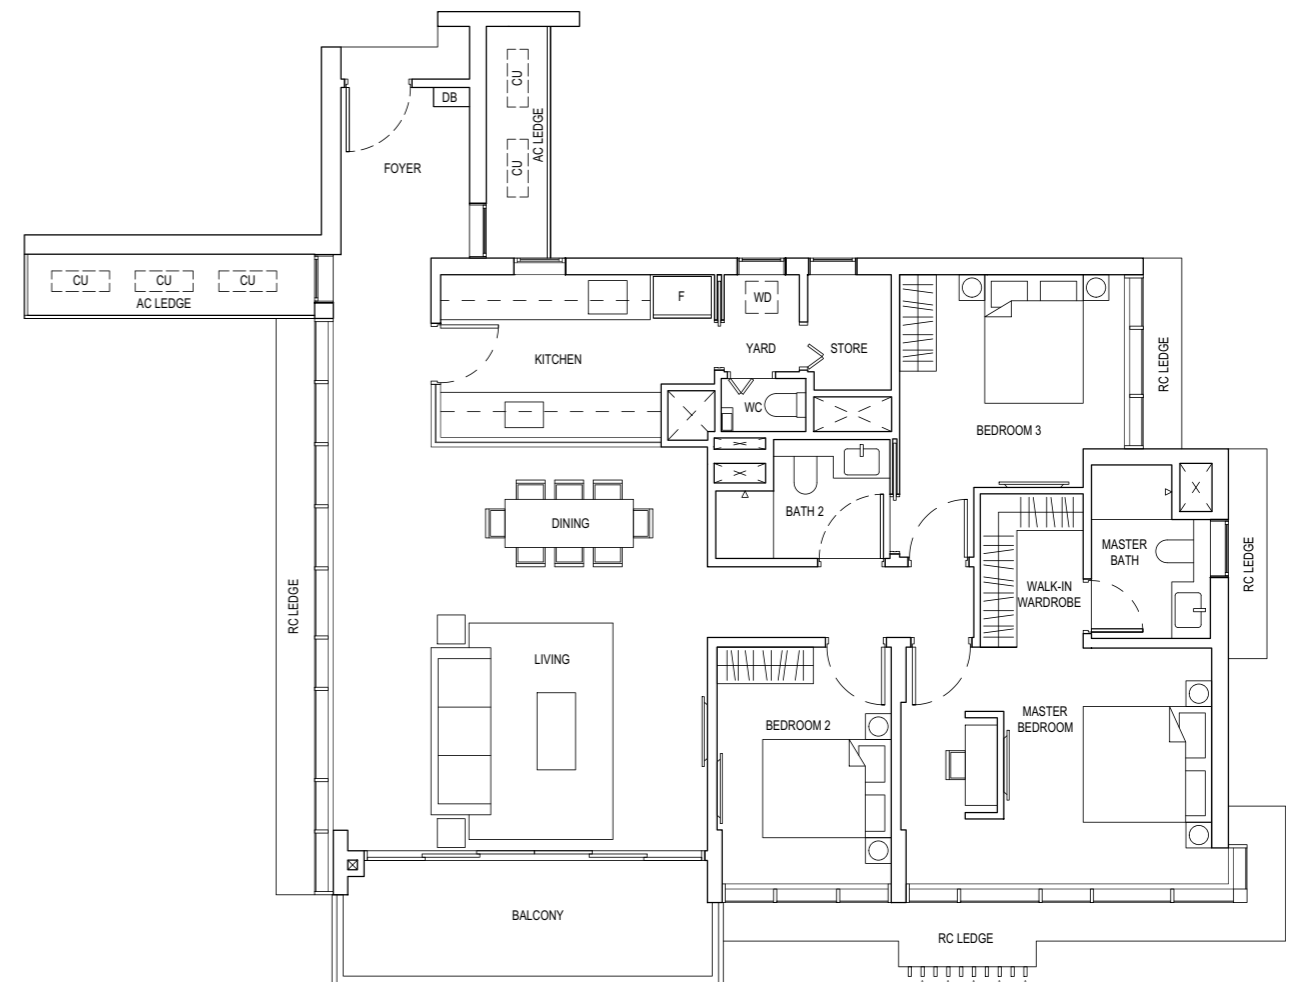 CU
DB
AC LEDGE
CU
FOYER
CU
CU
CU
AC LEDGE
F
WD
KITCHEN
YARD
STORE
RC LEDGE
WC
BEDROOM 3
DINING
BATH 2
MASTER
BATH
RC LEDGE
WALK-IN
WARDROBE
RC LEDGE
LIVING
MASTER
BEDROOM
BEDROOM 2
BALCONY
RC LEDGE